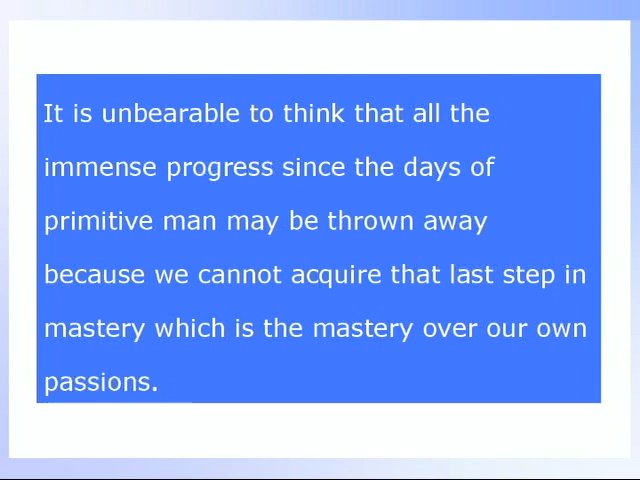 It is unbearable to think that all the
immense progress since the days of
primitive man may be thrown away
because we cannot acquire that last step in
mastery which is the mastery over our own
passions.